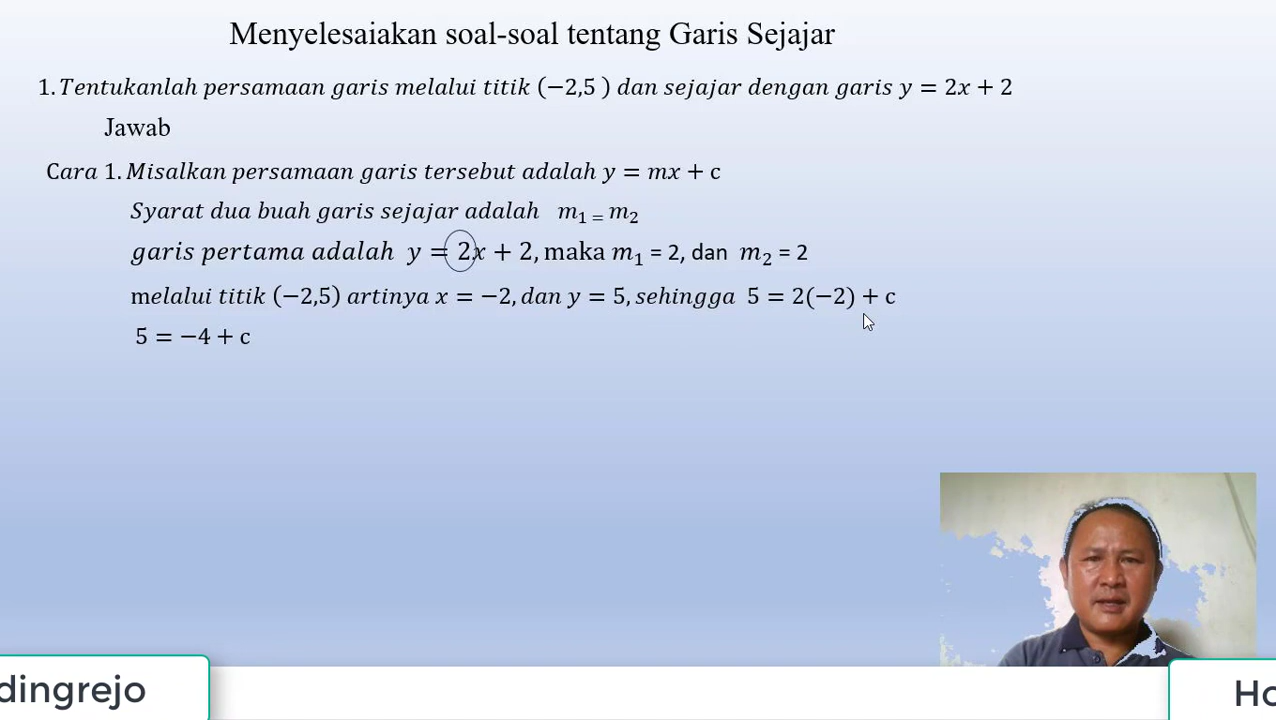 Menyelesaiakan soal-soal tentang Garis Sejajar
1. Tentukanlah persamaan garis melalui titik (−2,5 ) dan sejajar dengan garis y = 2x + 2
Jawab
Cara 1. Misalkan persamaan garis tersebut adalah y = mx + c
Syarat dua buah garis sejajar adalah m₁ = m₂
garis pertama adalah y = 2x + 2, maka m₁ = 2, dan m₂ = 2
melalui titik (−2,5) artinya x = −2, dan y = 5, sehingga 5 = 2(−2) + c
5 = −4 + c
dingrejo
Ho